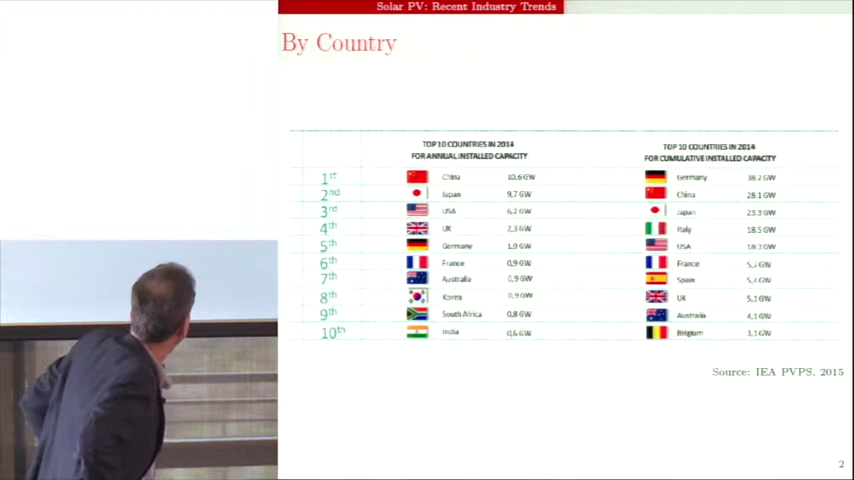 Solar PV: Recent Industry Trends
By Country
TOP 10 COUNTRIES IN 2014
FOR ANNUAL INSTALLED CAPACITY
TOP 10 COUNTRIES IN 2014
FOR CUMULATIVE INSTALLED CAPACITY
1st China 10,6 GW Germany 38.2 GW
2nd Japan 9,7 GW China 28.1 GW
3rd USA 6,2 GW Japan 23.3 GW
4th UK 2,3 GW Italy 18.5 GW
5th Germany 1,9 GW USA 18.3 GW
6th France 0,9 GW France 5,7 GW
7th Australia 0,9 GW Spain 5,4 GW
8th Korea 0,9 GW UK 5,1 GW
9th South Africa 0,8 GW Australia 4,1 GW
10th India 0,6 GW Belgium 3,1 GW
Source: IEA PVPS, 2015
2